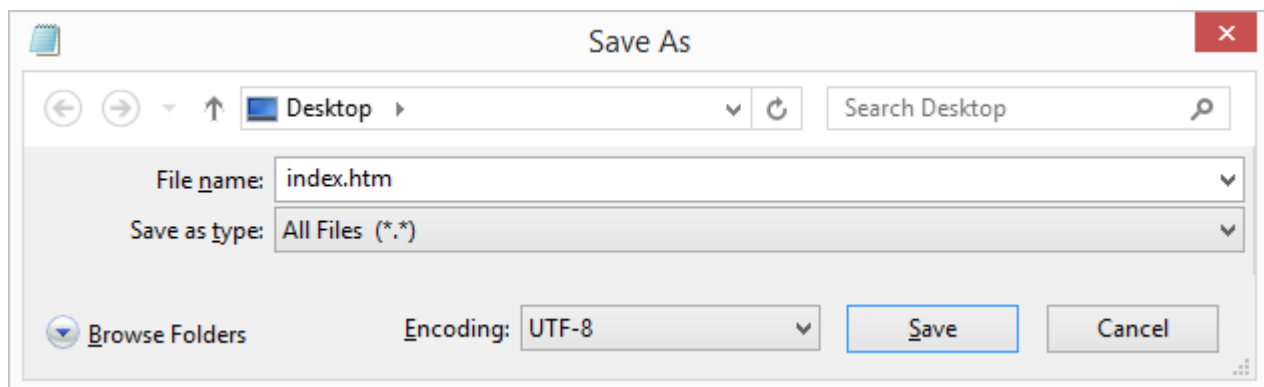 Save As
Desktop
Search Desktop
File name: index.htm
Save as type: All Files (*.*)
Browse Folders Encoding: UTF-8 Save Cancel